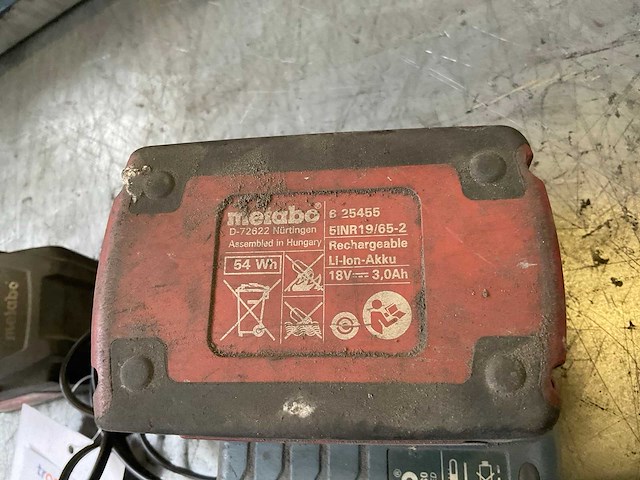 metabo
D-72622 Nürtingen
Assembled in Hungary
54 Wh
6 25455
5INR19/65-2
Rechargeable
Li-Ion-Akku
18V⎓ 3,0Ah
metabo